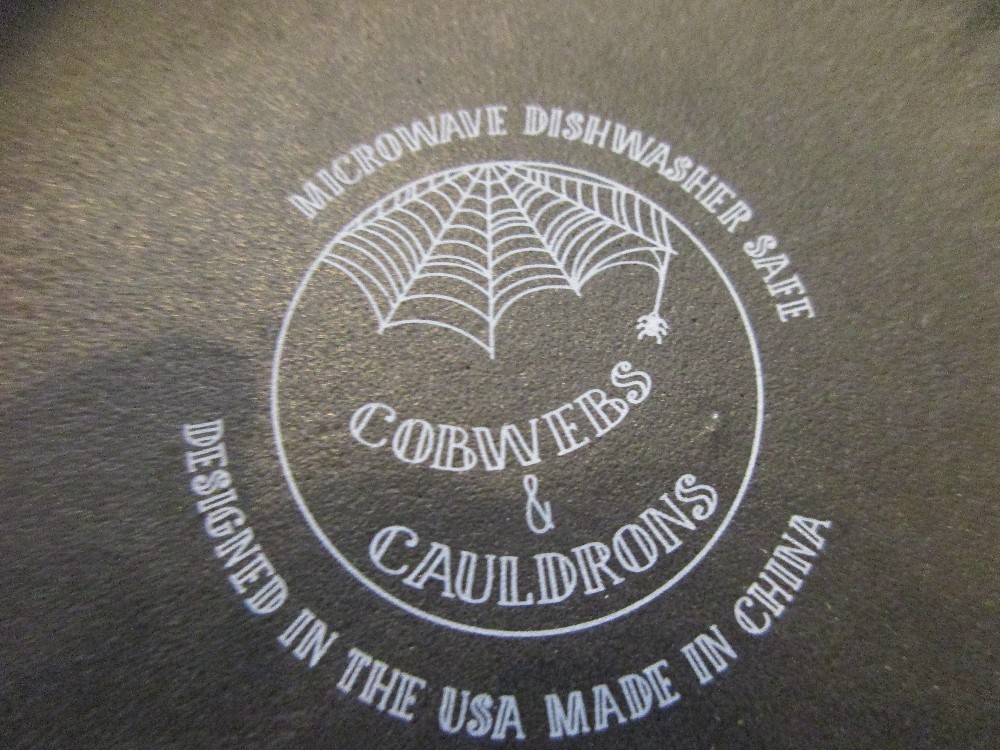 MICROWAVE DISHWASHER SAFE
COBWEBS
&
CAULDRONS
DESIGNED IN THE USA MADE IN CHINA